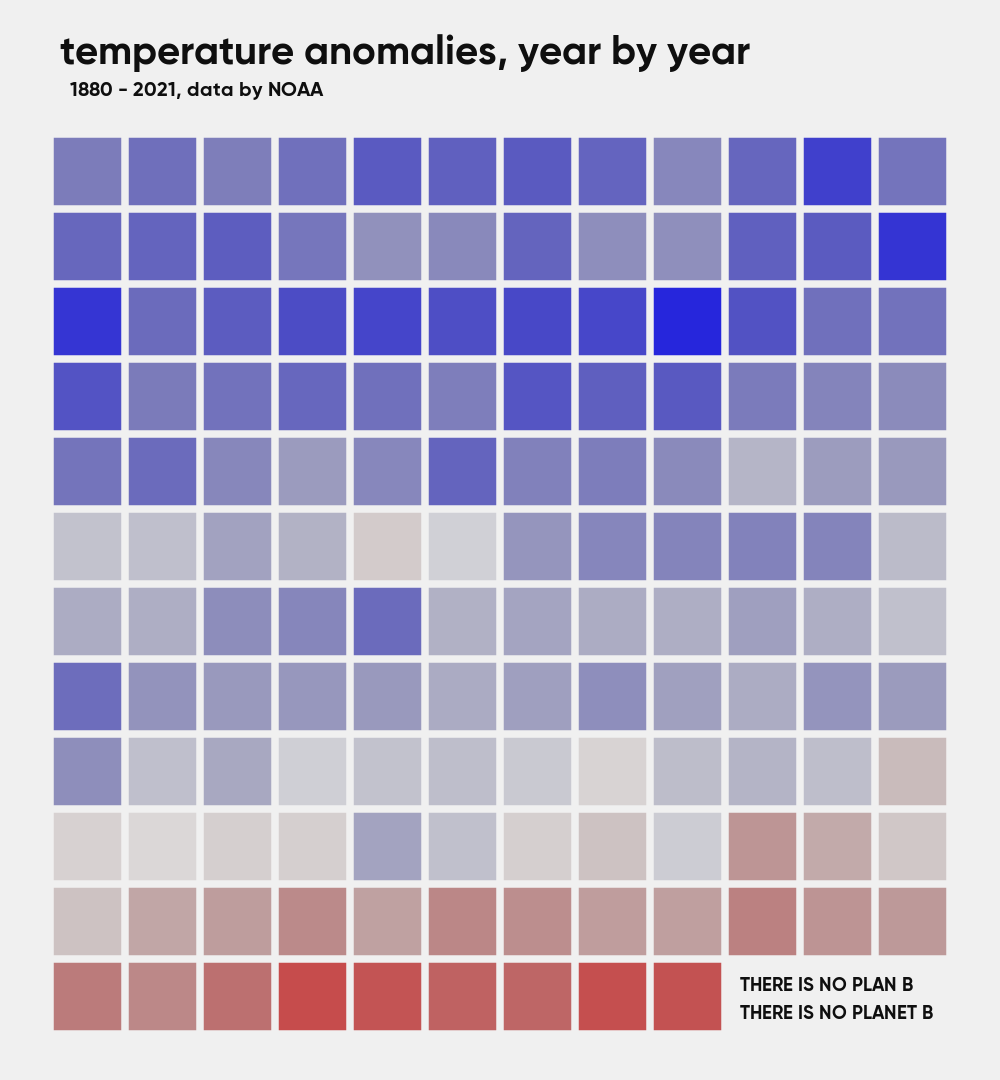 temperature anomalies, year by year
1880 - 2021, data by NOAA
THERE IS NO PLAN B
THERE IS NO PLANET B